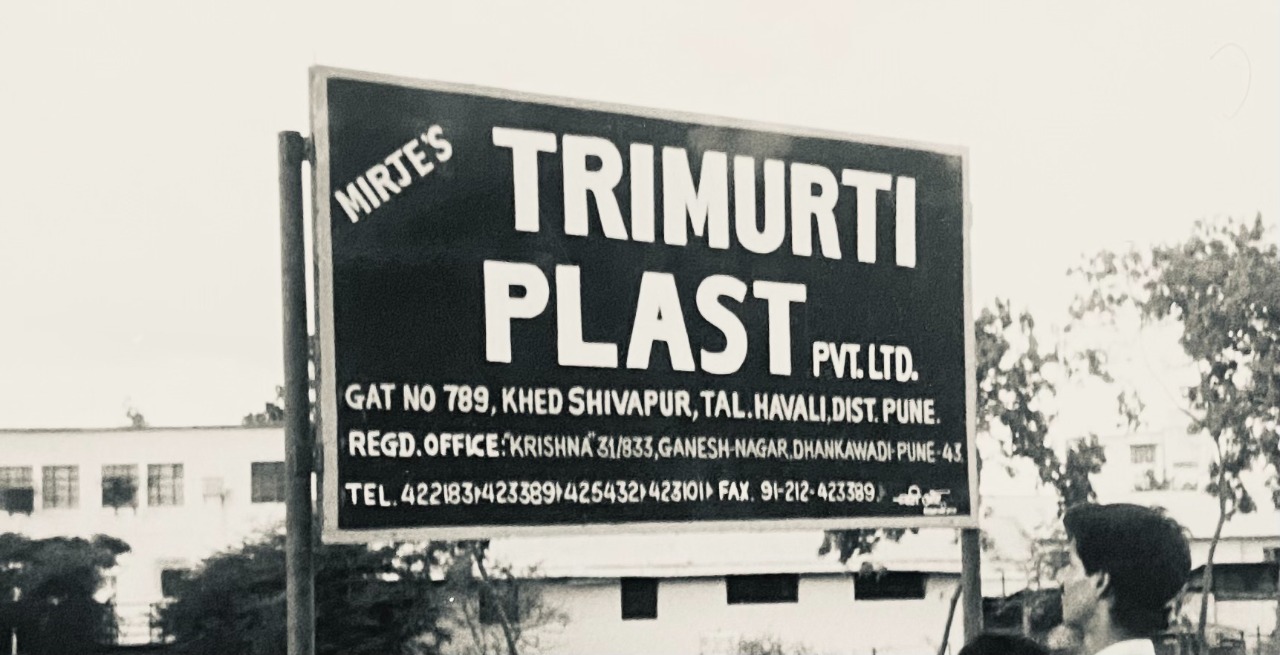 MIRJE'S
TRIMURTI
PLAST PVT. LTD.
GAT NO 789, KHED SHIVAPUR, TAL. HAVALI, DIST. PUNE.
REGD. OFFICE: "KRISHNA" 31/833, GANESH-NAGAR, DHANKAWADI-PUNE-43.
TEL. 422183, 423389, 425432, 423101, FAX. 91-212-423389.